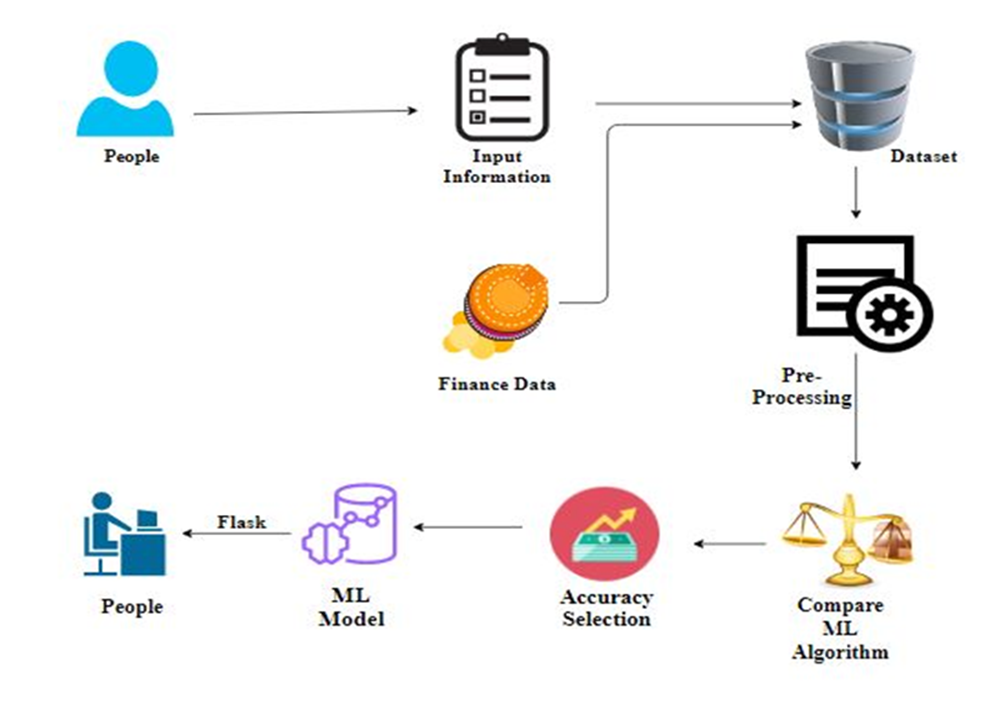 People
Input
Information
Dataset
Finance Data
Pre-
Processing
Flask
People
ML
Model
Accuracy
Selection
Compare
ML
Algorithm